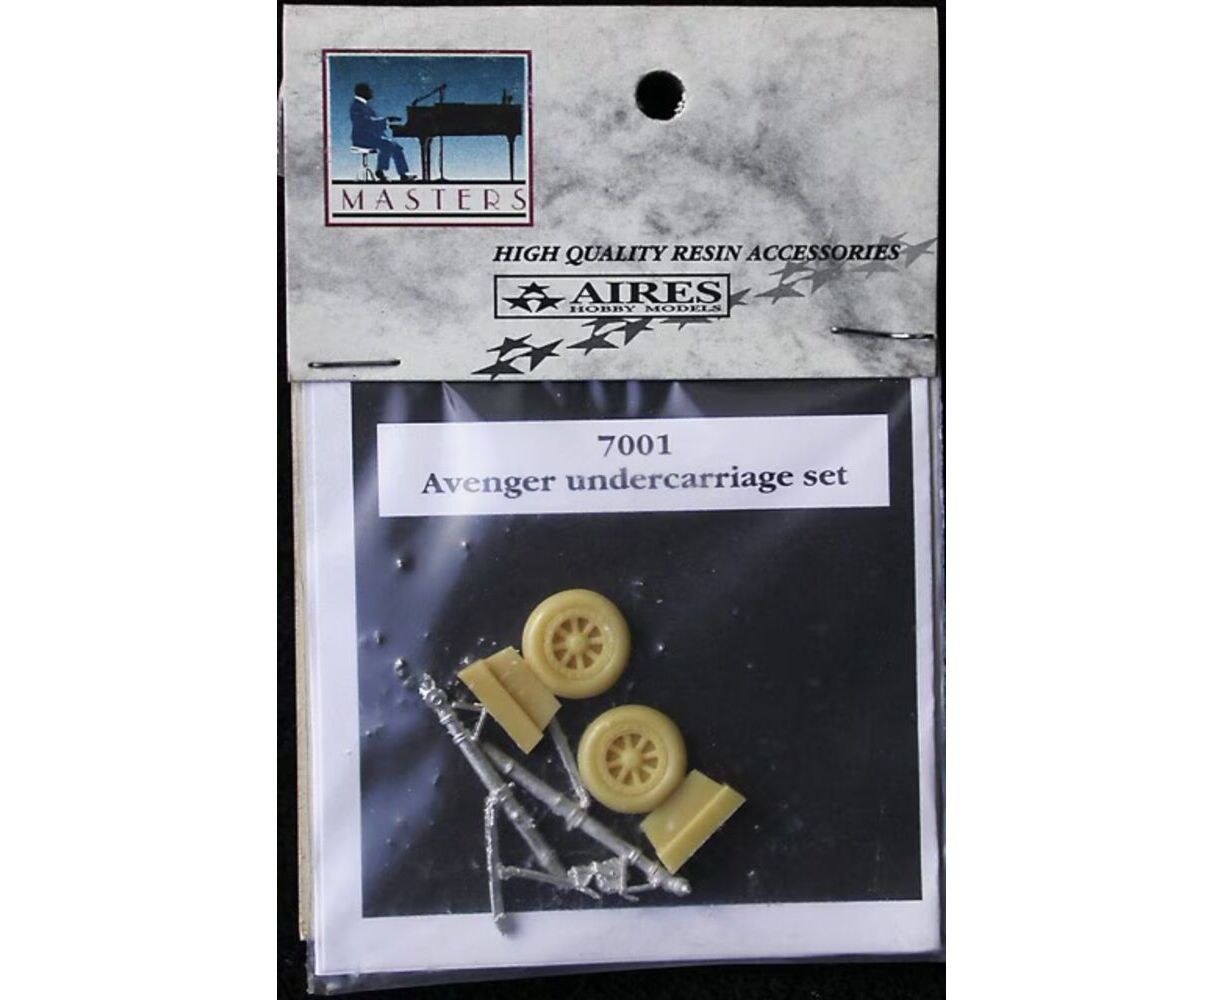 MASTERS
HIGH QUALITY RESIN ACCESSORIES
AIRES
HOBBY MODELS
7001
Avenger undercarriage set